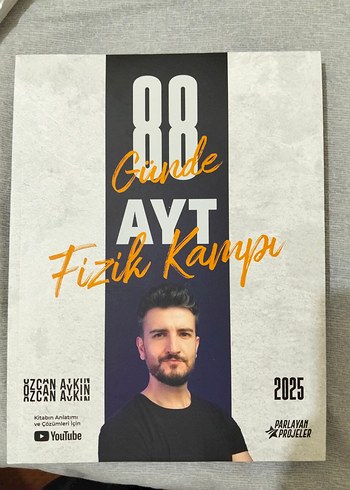 88
Günde
AYT
Fizik Kampı
ÖZCAN AYKIN
ÖZCAN AYKIN
ÖZCAN AYKIN
2025
Kitabın Anlatımı
ve Çözümleri İçin
YouTube
PARLAYAN
PROJELER